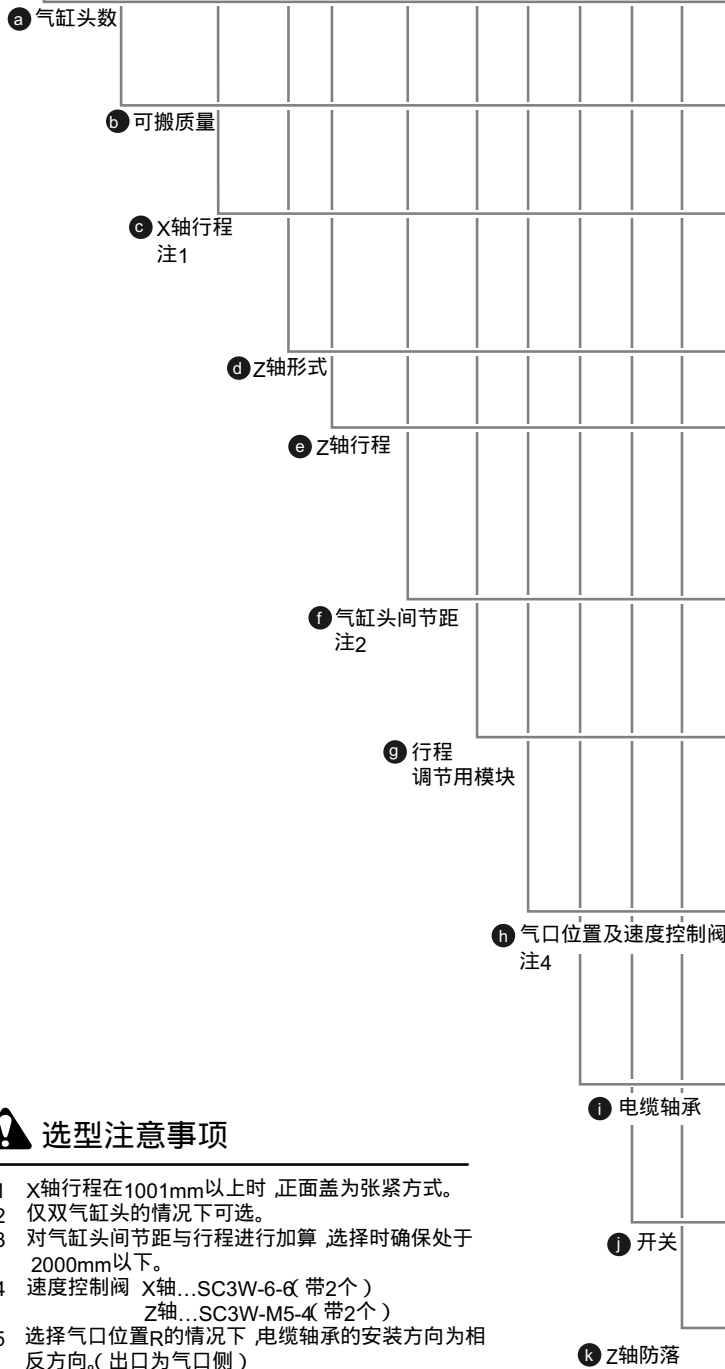 a 气缸头数
b 可搬质量
c X轴行程
注1
d Z轴形式
e Z轴行程
f 气缸头间节距
注2
g 行程
调节用模块
h 气口位置及速度控制阀
注4
i 电缆轴承
选型注意事项
1 X轴行程在1001mm以上时,正面盖为张紧方式。
2 仅双气缸头的情况下可选。
3 对气缸头间节距与行程进行加算,选择时确保处于
2000mm以下。
j 开关
4 速度控制阀 X轴…SC3W-6-6(带2个)
Z轴…SC3W-M5-4(带2个)
5 选择气口位置R的情况下,电缆轴承的安装方向为相
反方向。(出口为气口侧)
k Z轴防落